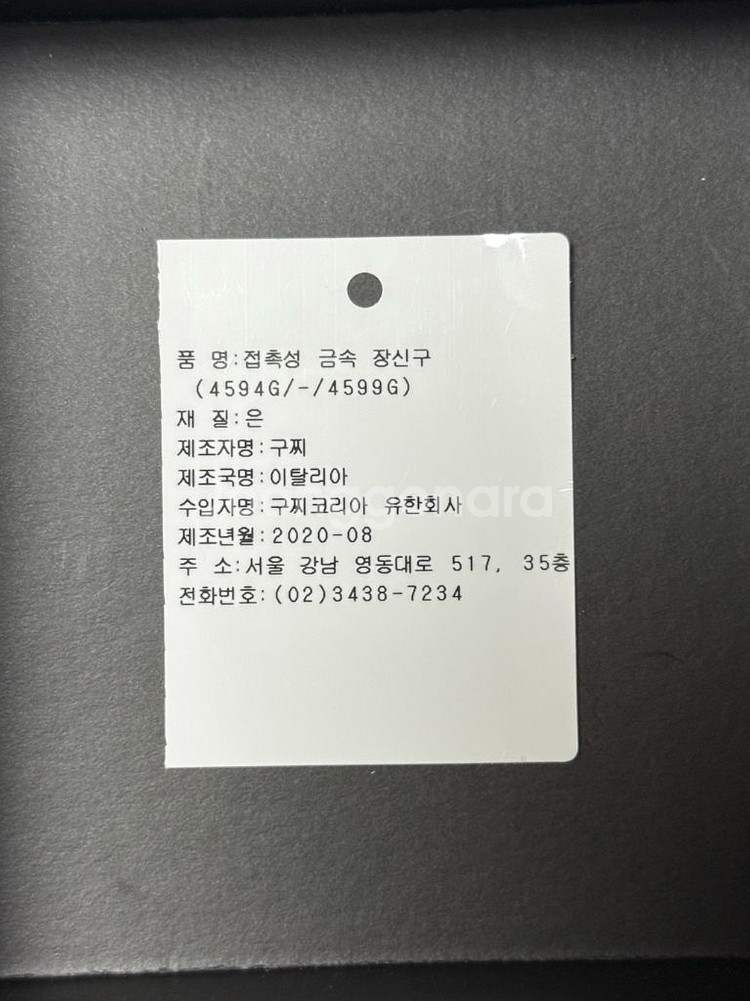 품 명:접촉성 금속 장신구
(4594G/-/4599G)
재 질:은
제조자명:구찌
제조국명:이탈리아
수입자명:구찌코리아 유한회사
제조년월:2020-08
주 소:서울 강남 영동대로 517, 35층
전화번호:(02)3438-7234